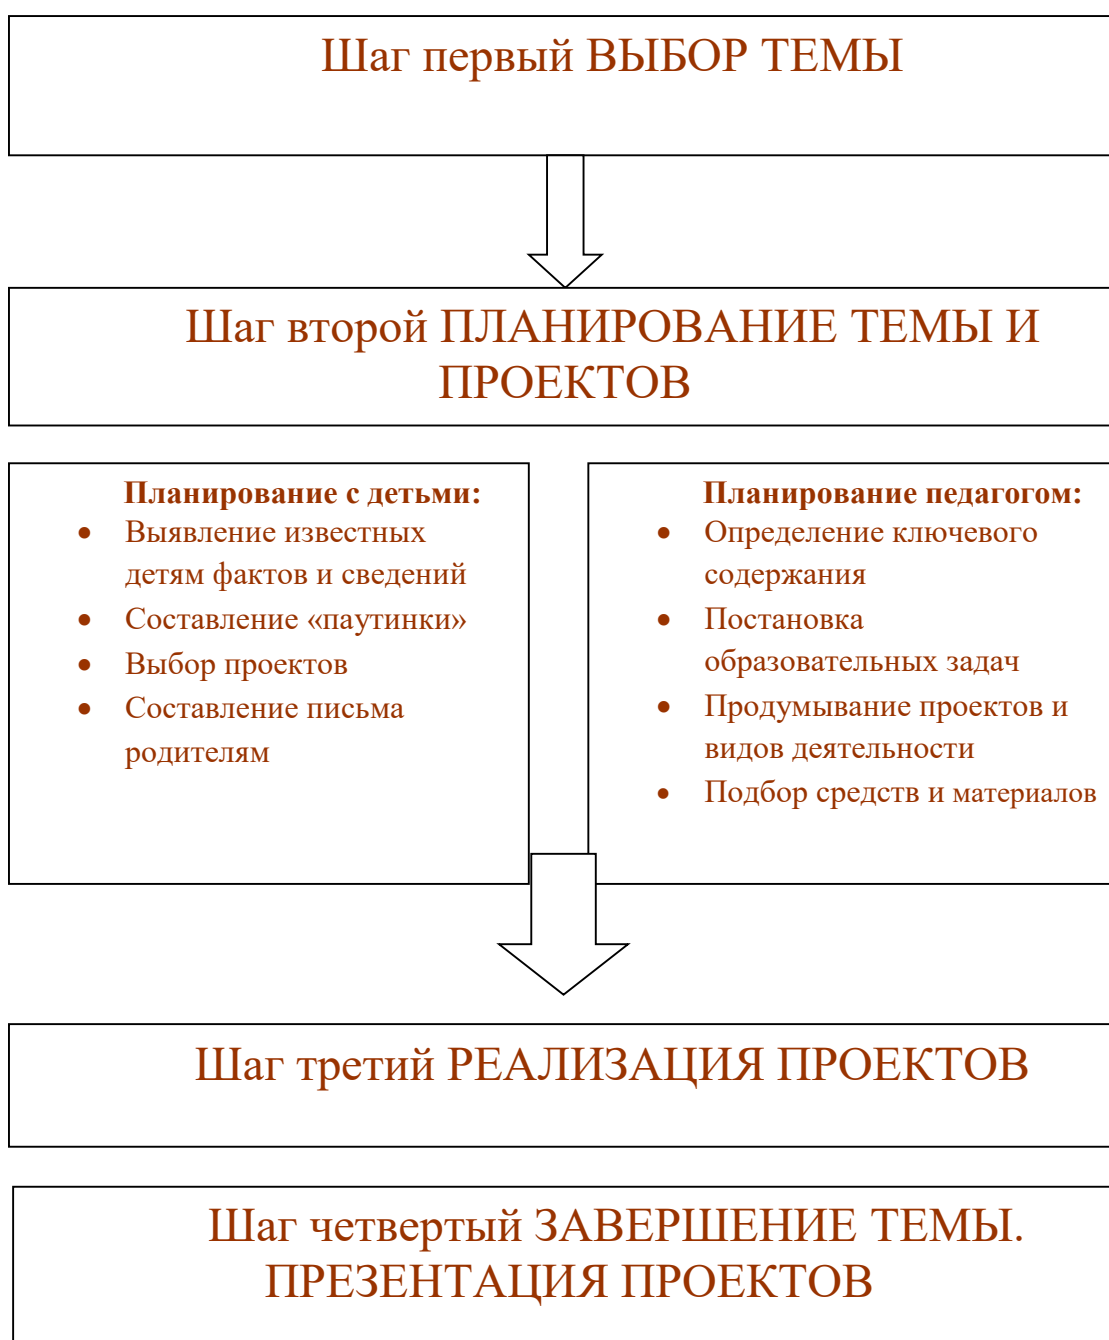 Шаг первый ВЫБОР ТЕМЫ
Шаг второй ПЛАНИРОВАНИЕ ТЕМЫ И
ПРОЕКТОВ
Планирование с детьми:
• Выявление известных
детям фактов и сведений
• Составление «паутинки»
• Выбор проектов
• Составление письма
родителям
Планирование педагогом:
• Определение ключевого
содержания
• Постановка
образовательных задач
• Продумывание проектов и
видов деятельности
• Подбор средств и материалов
Шаг третий РЕАЛИЗАЦИЯ ПРОЕКТОВ
Шаг четвертый ЗАВЕРШЕНИЕ ТЕМЫ.
ПРЕЗЕНТАЦИЯ ПРОЕКТОВ